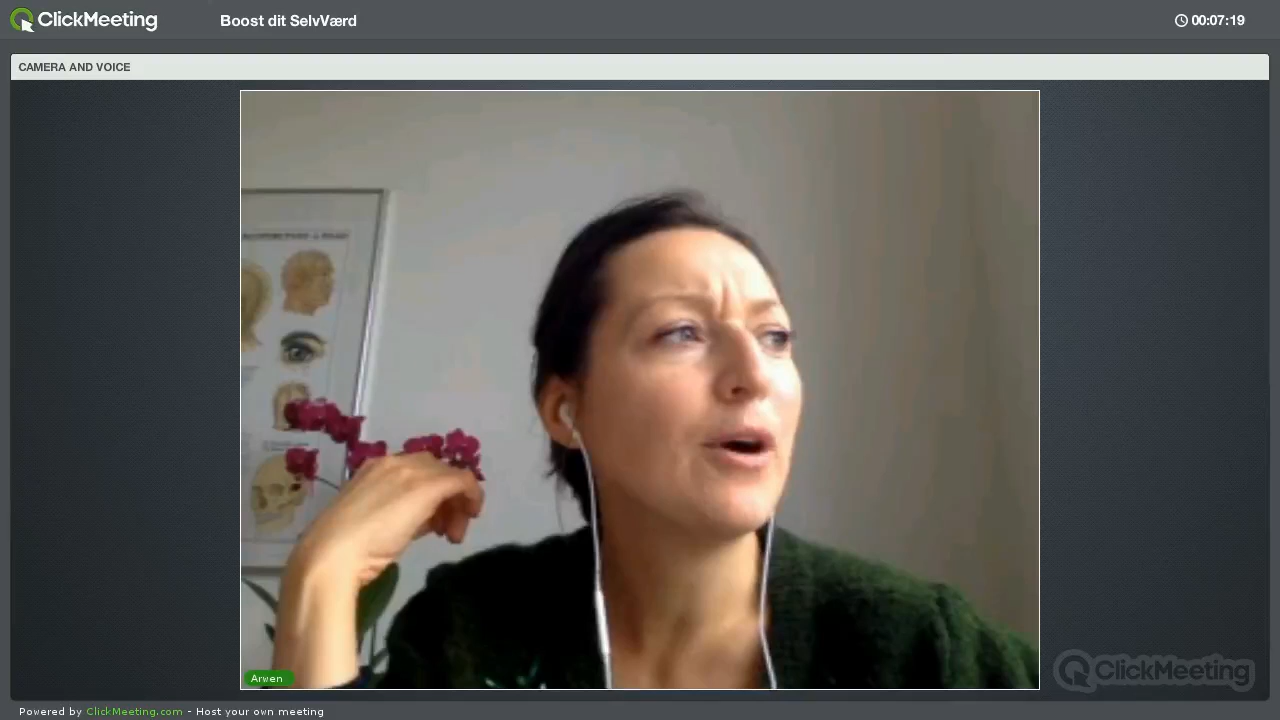 ClickMeeting
Boost dit SelvVærd
00:07:19
CAMERA AND VOICE
Arwen
ClickMeeting
Powered by ClickMeeting.com - Host your own meeting